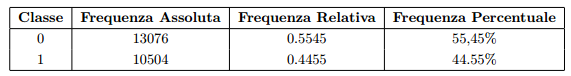 Classe Frequenza Assoluta Frequenza Relativa Frequenza Percentuale
0 13076 0.5545 55,45%
1 10504 0.4455 44.55%